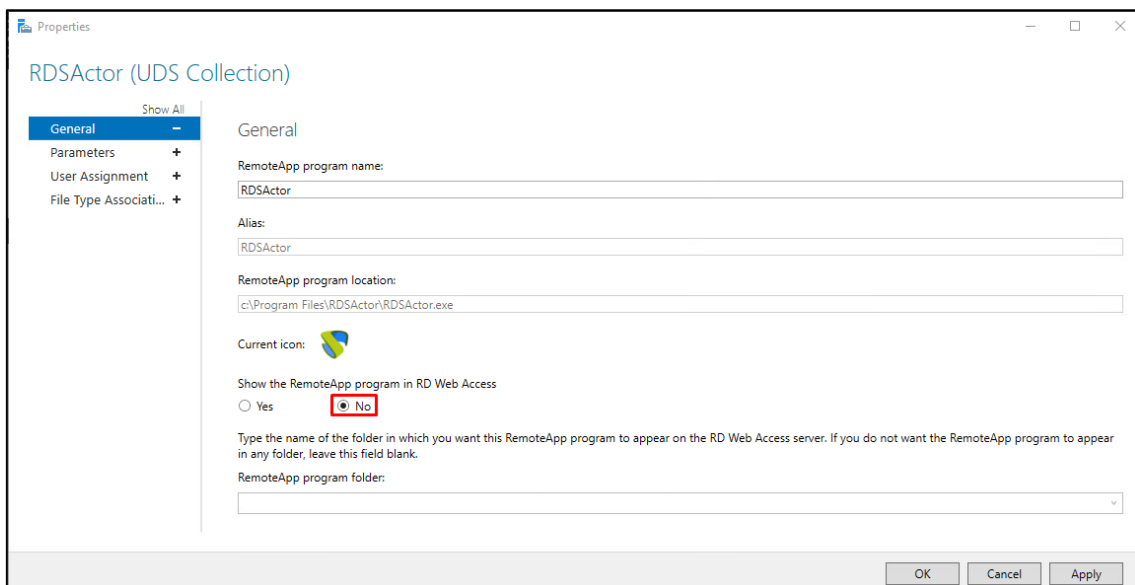 Properties
RDSActor (UDS Collection)
Show All
General
Parameters
User Assignment
File Type Associati...
General
RemoteApp program name:
RDSActor
Alias:
RDSActor
RemoteApp program location:
c:\Program Files\RDSActor\RDSActor.exe
Current icon:
Show the RemoteApp program in RD Web Access
Yes No
Type the name of the folder in which you want this RemoteApp program to appear on the RD Web Access server. If you do not want the RemoteApp program to appear
in any folder, leave this field blank.
RemoteApp program folder:
OK Cancel Apply